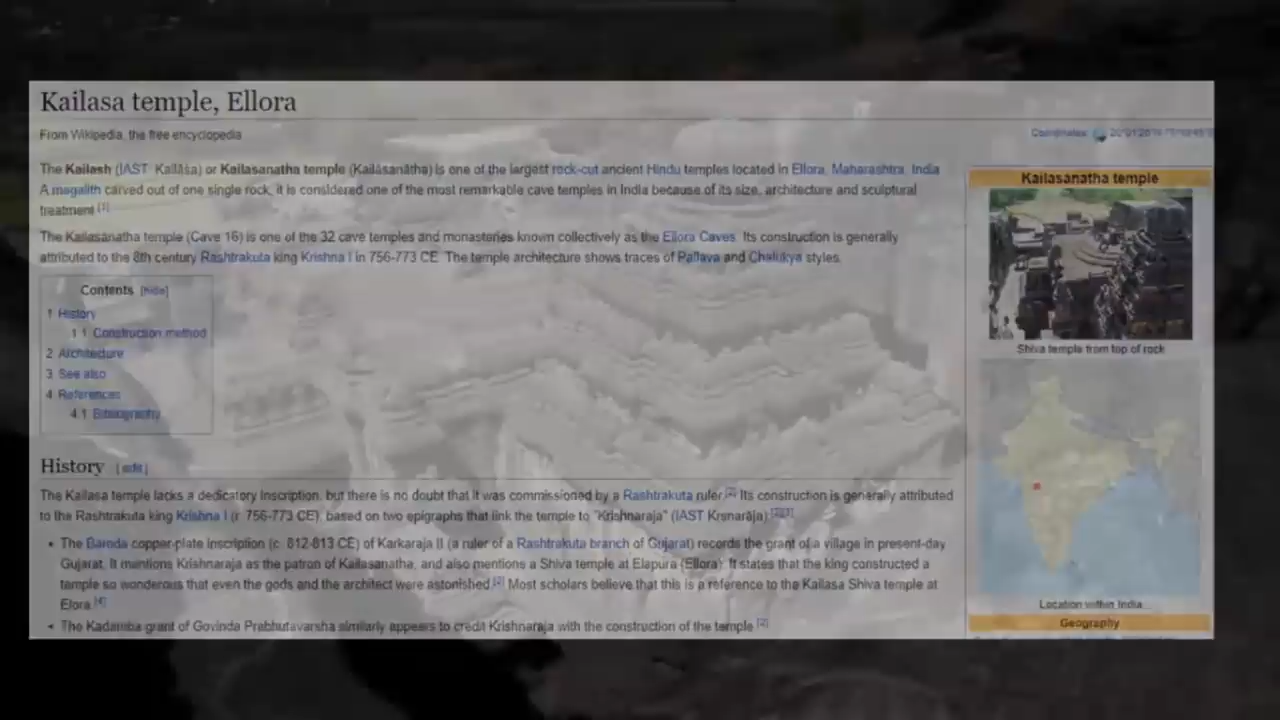 Kailasa temple, Ellora
From Wikipedia, the free encyclopedia
Coordinates
The Kailash (IAST: Kailāśa) or Kailasanatha temple (Kailāśanātha) is one of the largest rock-cut ancient Hindu temples located in Ellora, Maharashtra, India
A megalith carved out of one single rock, it is considered one of the most remarkable cave temples in India because of its size, architecture and sculptural
treatment.[1]
The Kailasanatha temple (Cave 16) is one of the 32 cave temples and monasteries known collectively as the Ellora Caves. Its construction is generally
attributed to the 8th century Rashtrakuta king Krishna I in 756-773 CE. The temple architecture shows traces of Pallava and Chalukya styles.
Contents [hide]
1 History
1.1 Construction method
2 Architecture
3 See also
4 References
4.1 Bibliography
Kailasanatha temple
Shiva temple from top of rock
Location within India
Geography
History [edit]
The Kailasa temple lacks a dedicatory inscription, but there is no doubt that it was commissioned by a Rashtrakuta ruler.[2] Its construction is generally attributed
to the Rashtrakuta king Krishna I (r. 756-773 CE), based on two epigraphs that link the temple to "Krishnaraja" (IAST Kṛṣṇarāja):[2][3]
• The Baroda copper-plate inscription (c. 812-813 CE) of Karkaraja II (a ruler of a Rashtrakuta branch of Gujarat) records the grant of a village in present-day
Gujarat. It mentions Krishnaraja as the patron of Kailasanatha, and also mentions a Shiva temple at Elapura (Ellora). It states that the king constructed a
temple so wonderous that even the gods and the architect were astonished.[2] Most scholars believe that this is a reference to the Kailasa Shiva temple at
Elora.[4]
• The Kadamba grant of Govinda Prabhutavarsha similarly appears to credit Krishnaraja with the construction of the temple.[2]